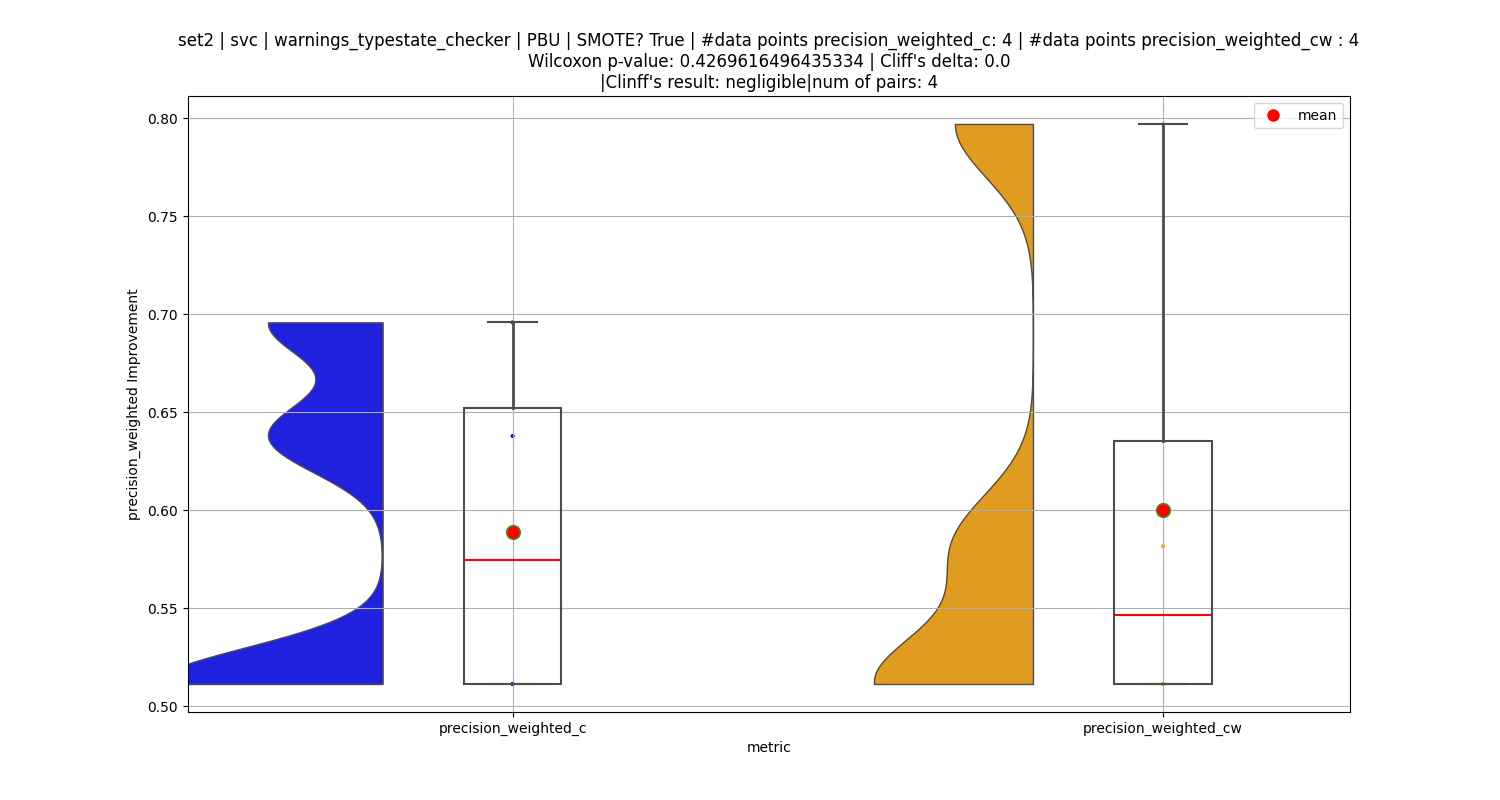 set2 | svc | warnings_typestate_checker | PBU | SMOTE? True | #data points precision_weighted_c: 4 | #data points precision_weighted_cw : 4
Wilcoxon p-value: 0.4269616496435334 | Cliff's delta: 0.0
|Clinff's result: negligible|num of pairs: 4
mean
0.80
0.75
0.70
0.65
0.60
0.55
0.50
precision_weighted Improvement
precision_weighted_c
precision_weighted_cw
metric